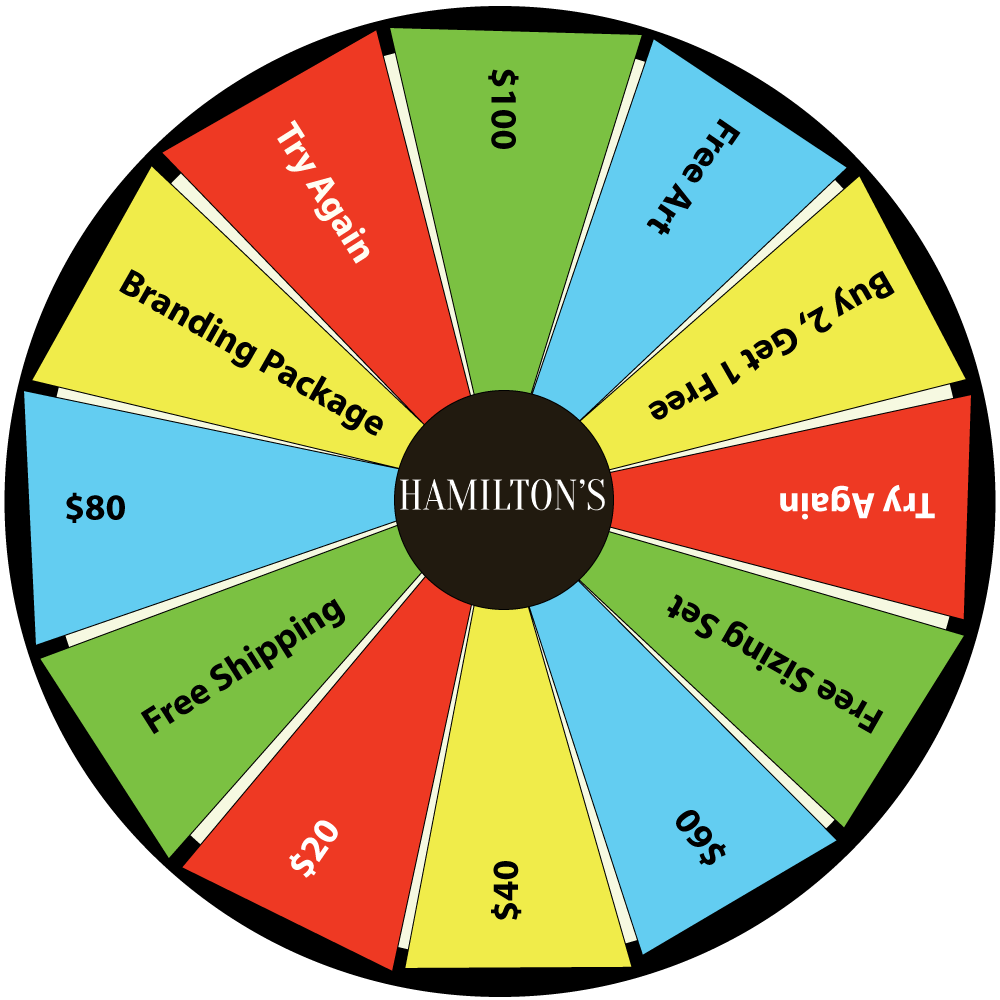 $100
Free Art
Buy 2, Get 1 Free
Try Again
Free Sizing Set
$60
$40
$20
Free Shipping
$80
Branding Package
Try Again
HAMILTON’S